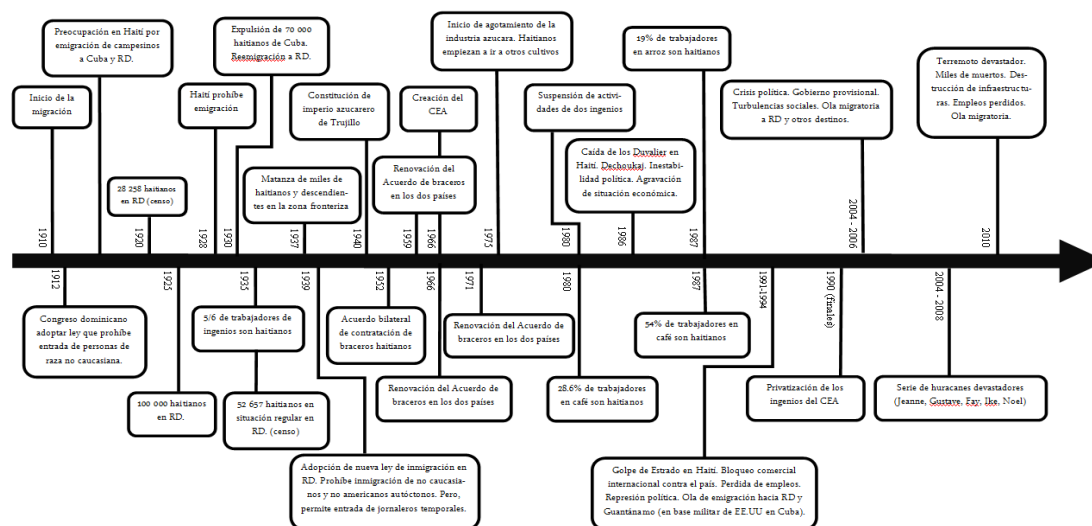 Preocupación en Haití por
emigración de campesinos
a Cuba y RD.
Inicio de la
migración
28 258 haitianos
en RD (censo)
Haití prohíbe
emigración
Expulsión de 70 000
haitianos de Cuba.
Reemigración a RD.
Matanza de miles de
haitianos y descendien-
tes en la zona fronteriza
Constitución de
imperio azucarero
de Trujillo
Creación del
CEA
Renovación del
Acuerdo de braceros
en los dos países
Inicio de agotamiento de la
industria azucara. Haitianos
empiezan a ir a otros cultivos
Suspensión de activi-
dades de dos ingenios
Caída de los Duvalier en
Haití. Dechoukaj. Inestabi-
lidad política. Agravación
de situación económica.
19% de trabajadores
en arroz son haitianos
Crisis política. Gobierno provisional.
Turbulencias sociales. Ola migratoria
a RD y otros destinos.
Terremoto devastador.
Miles de muertos. Des-
trucción de infraestructu-
ras. Empleos perdidos.
Ola migratoria.
1910
1920
1928
1930
1937
1940
1959
1966
1975
1980
1986
1987
2004 - 2006
2010
1912
1925
1935
1939
1952
1966
1971
1980
1987
1991-1994
1990 (finales)
2004 - 2008
Congreso dominicano
adoptar ley que prohíbe
entrada de personas de
raza no caucasiana.
100 000 haitianos
en RD.
5/6 de trabajadores de
ingenios son haitianos
52 657 haitianos en
situación regular en
RD. (censo)
Adopción de nueva ley de inmigración en
RD. Prohíbe inmigración de no caucasia-
nos y no americanos autóctonos. Pero,
permite entrada de jornaleros temporales.
Acuerdo bilateral
de contratación de
braceros haitianos
Renovación del Acuerdo de
braceros en los dos países
Renovación del Acuerdo de
braceros en los dos países
28.6% de trabajadores
en café son haitianos
54% de trabajadores en
café son haitianos
Golpe de Estado en Haití. Bloqueo comercial
internacional contra el país. Perdida de empleos.
Represión política. Ola de emigración hacia RD y
Guantánamo (en base militar de EE.UU en Cuba).
Privatización de los
ingenios del CEA
Serie de huracanes devastadores
(Jeanne, Gustave, Fay, Ike, Noel)